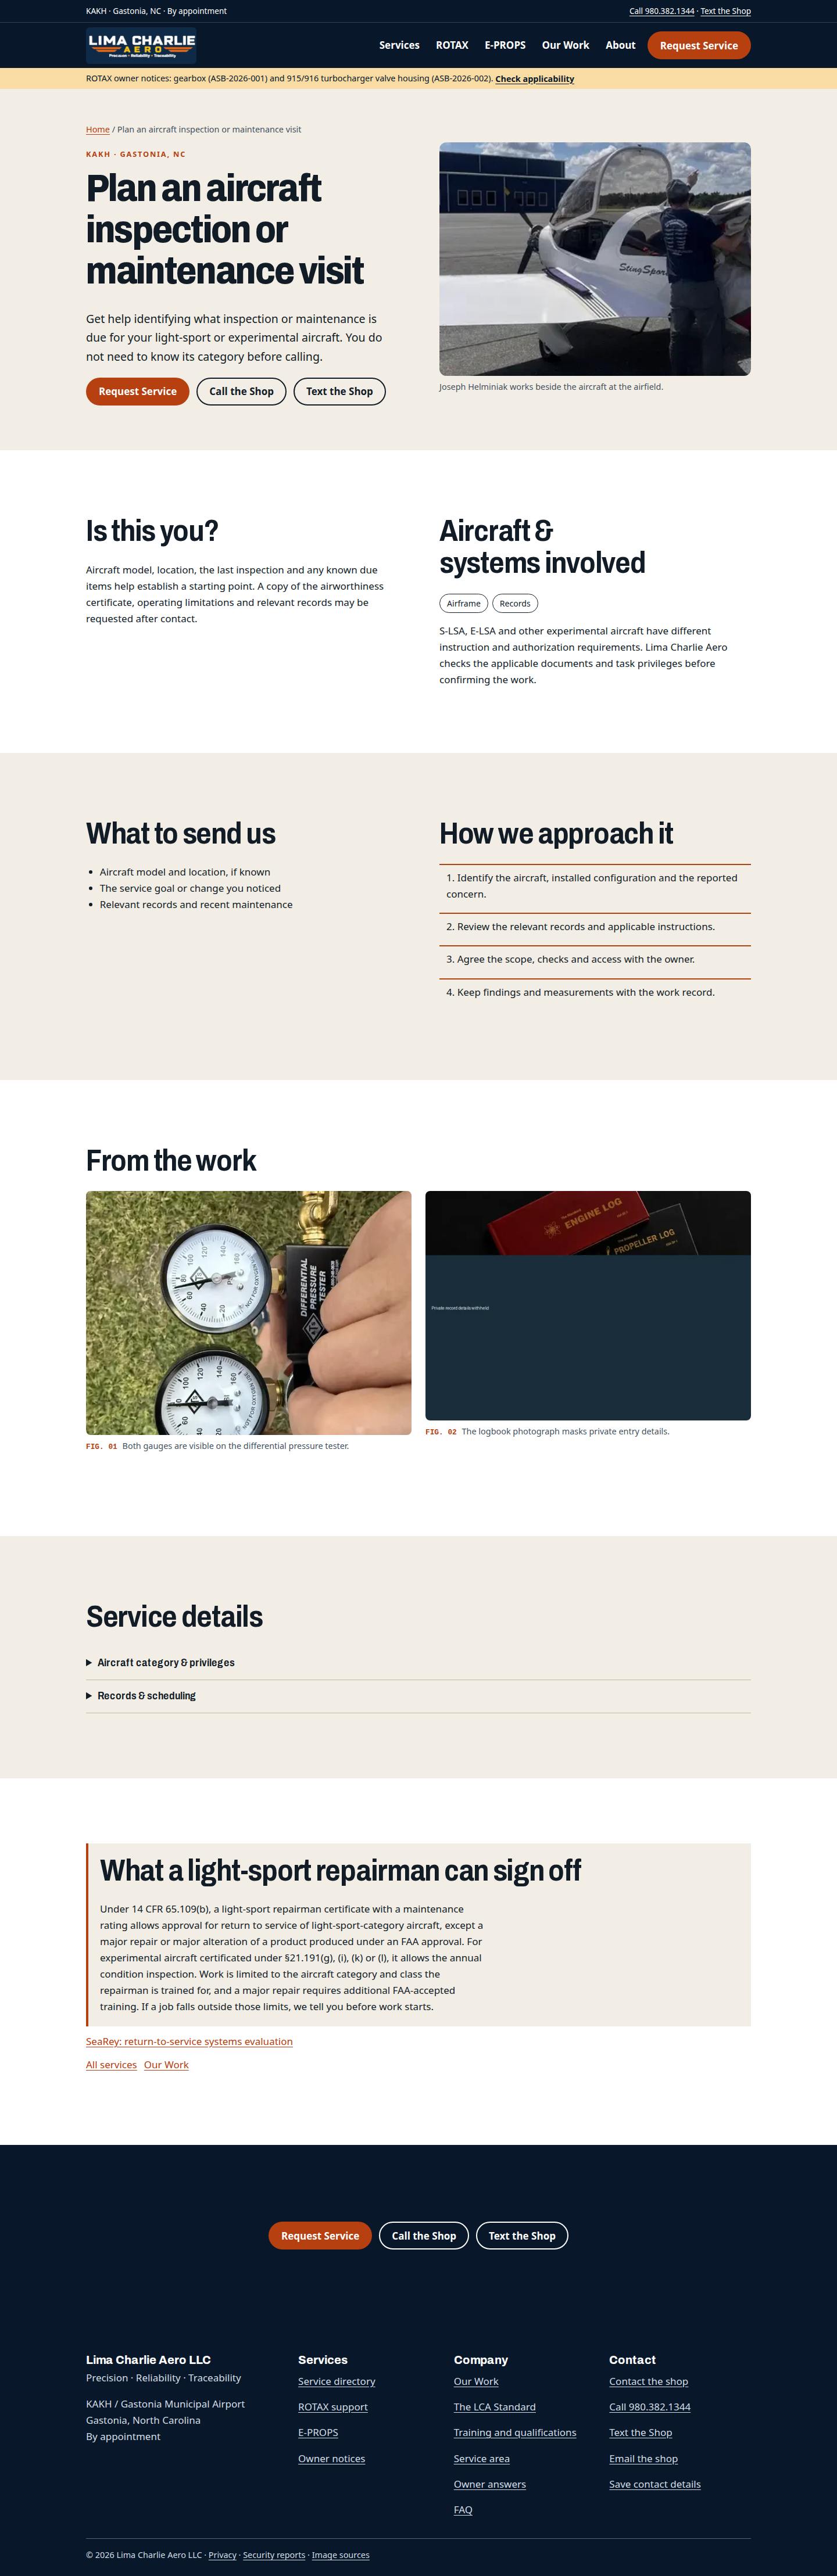 KAKH · Gastonia, NC · By appointment
Call 980.382.1344 · Text the Shop
LIMA CHARLIE
AERO
Precision · Reliability · Traceability
Services ROTAX E-PROPS Our Work About Request Service
ROTAX owner notices: gearbox (ASB-2026-001) and 915/916 turbocharger valve housing (ASB-2026-002). Check applicability
Home / Plan an aircraft inspection or maintenance visit
KAKH · GASTONIA, NC
Plan an aircraft
inspection or
maintenance visit
Get help identifying what inspection or maintenance is
due for your light-sport or experimental aircraft. You do
not need to know its category before calling.
Request Service Call the Shop Text the Shop
StingSport
Joseph Helminiak works beside the aircraft at the airfield.
Is this you?
Aircraft model, location, the last inspection and any known due
items help establish a starting point. A copy of the airworthiness
certificate, operating limitations and relevant records may be
requested after contact.
Aircraft &
systems involved
Airframe Records
S-LSA, E-LSA and other experimental aircraft have different
instruction and authorization requirements. Lima Charlie Aero
checks the applicable documents and task privileges before
confirming the work.
What to send us
• Aircraft model and location, if known
• The service goal or change you noticed
• Relevant records and recent maintenance
How we approach it
1. Identify the aircraft, installed configuration and the reported
concern.
2. Review the relevant records and applicable instructions.
3. Agree the scope, checks and access with the owner.
4. Keep findings and measurements with the work record.
From the work
DIFFERENTIAL
PRESSURE
TESTER
FIG. 01 Both gauges are visible on the differential pressure tester.
ENGINE LOG
PROPELLER LOG
Private record details withheld
FIG. 02 The logbook photograph masks private entry details.
Service details
Aircraft category & privileges
Records & scheduling
What a light-sport repairman can sign off
Under 14 CFR 65.109(b), a light-sport repairman certificate with a maintenance
rating allows approval for return to service of light-sport-category aircraft, except a
major repair or major alteration of a product produced under an FAA approval. For
experimental aircraft certificated under §21.191(g), (i), (k) or (l), it allows the annual
condition inspection. Work is limited to the aircraft category and class the
repairman is trained for, and a major repair requires additional FAA-accepted
training. If a job falls outside those limits, we tell you before work starts.
SeaRey: return-to-service systems evaluation
All services Our Work
Request Service Call the Shop Text the Shop
Lima Charlie Aero LLC
Precision · Reliability · Traceability
KAKH / Gastonia Municipal Airport
Gastonia, North Carolina
By appointment
Services
Service directory
ROTAX support
E-PROPS
Owner notices
Company
Our Work
The LCA Standard
Training and qualifications
Service area
Owner answers
FAQ
Contact
Contact the shop
Call 980.382.1344
Text the Shop
Email the shop
Save contact details
© 2026 Lima Charlie Aero LLC · Privacy · Security reports · Image sources